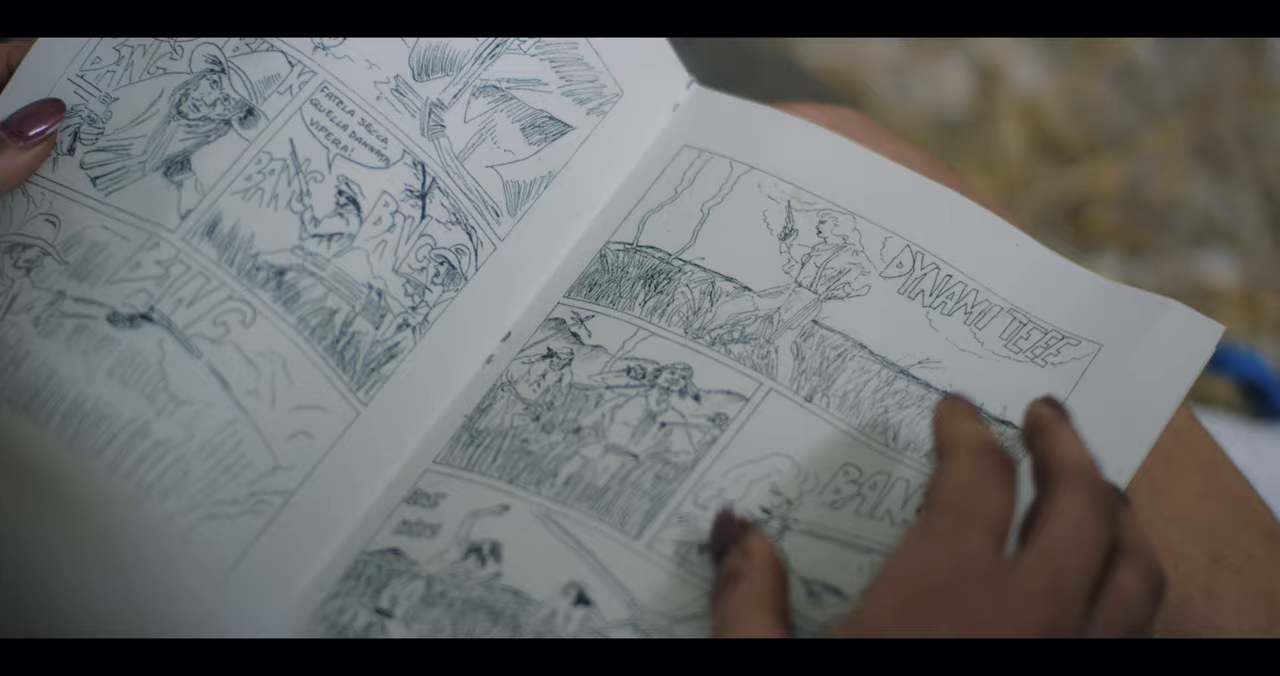 BANG
FATELA SECCA
QUELLA DANNATA
VIPERA!
BANG
BANG
BANG
DYNAMITEEE
BANG